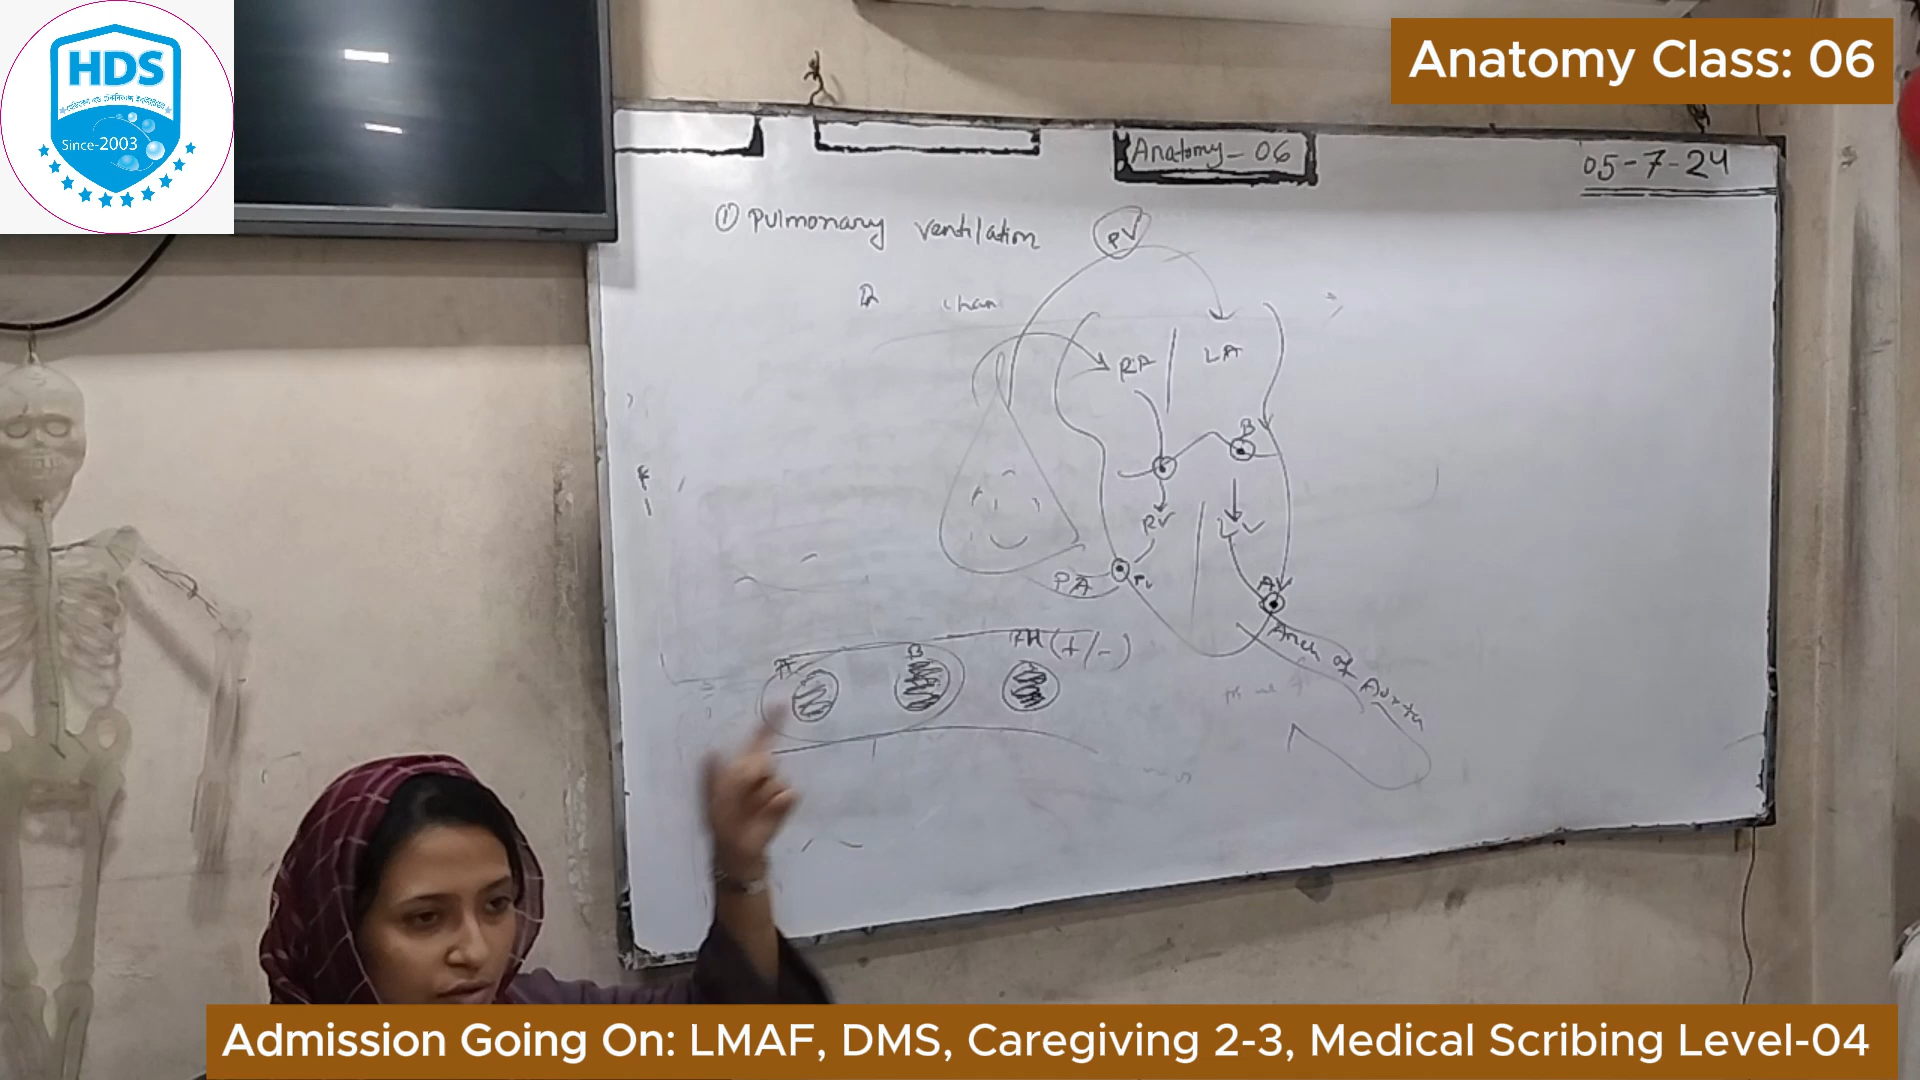 HDS
Since-2003
Anatomy Class: 06
Anatomy - 06
05-7-24
① Pulmonary ventilation
PV
RA
LA
B
RV
LV
PA
AV
A
B
RH (+/-)
Arch of
Admission Going On: LMAF, DMS, Caregiving 2-3, Medical Scribing Level-04